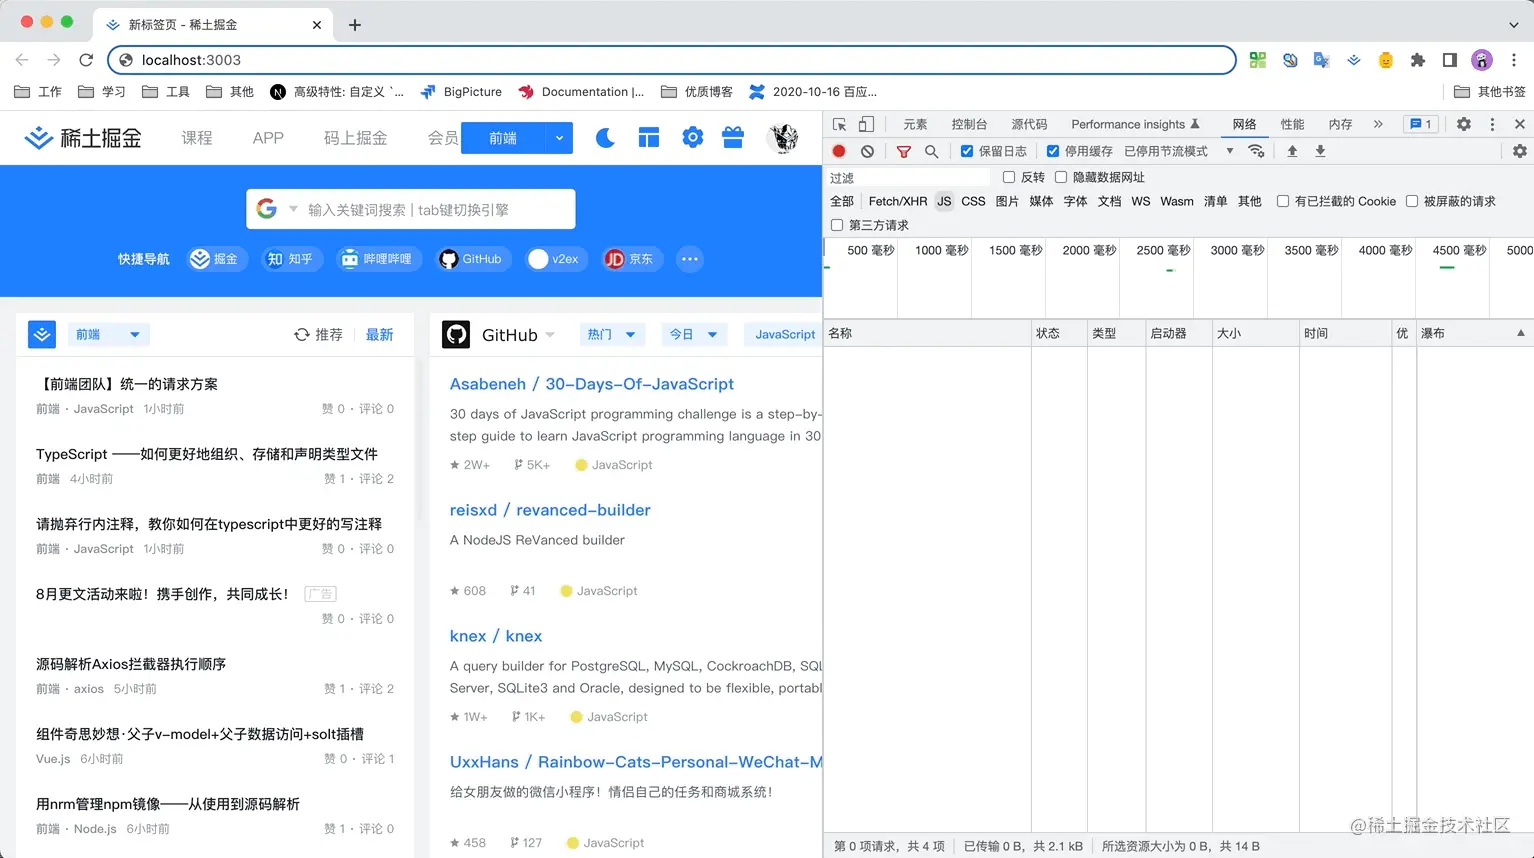 新标签页 - 稀土掘金
localhost:3003
工作 学习 工具 其他 高级特性: 自定义 `... BigPicture Documentation |... 优质博客 2020-10-16 百应... 其他书签
稀土掘金 课程 APP 码上掘金 会员 前端
输入关键词搜索 | tab键切换引擎
快捷导航 掘金 知 知乎 哔哩哔哩 GitHub v2ex JD 京东
前端 推荐 最新
【前端团队】统一的请求方案
前端 · JavaScript 1小时前 赞 0 · 评论 0
TypeScript ——如何更好地组织、存储和声明类型文件
前端 4小时前 赞 1 · 评论 2
请抛弃行内注释，教你如何在typescript中更好的写注释
前端 · JavaScript 1小时前 赞 0 · 评论 0
8月更文活动来啦！携手创作，共同成长！ 广告
赞 0 · 评论 0
源码解析Axios拦截器执行顺序
前端 · axios 5小时前 赞 1 · 评论 2
组件奇思妙想·父子v-model+父子数据访问+solt插槽
Vue.js 6小时前 赞 0 · 评论 1
用nrm管理npm镜像——从使用到源码解析
前端 · Node.js 6小时前 赞 1 · 评论 0
GitHub 热门 今日 JavaScript
Asabeneh / 30-Days-Of-JavaScript
30 days of JavaScript programming challenge is a step-by-
step guide to learn JavaScript programming language in 30
2W+ 5K+ JavaScript
reisxd / revanced-builder
A NodeJS ReVanced builder
608 41 JavaScript
knex / knex
A query builder for PostgreSQL, MySQL, CockroachDB, SQL
Server, SQLite3 and Oracle, designed to be flexible, portabl
1W+ 1K+ JavaScript
UxxHans / Rainbow-Cats-Personal-WeChat-M
给女朋友做的微信小程序！情侣自己的任务和商城系统！
458 127 JavaScript
元素 控制台 源代码 Performance insights 网络 性能 内存 » 1
保留日志 停用缓存 已停用节流模式
过滤 反转 隐藏数据网址
全部 Fetch/XHR JS CSS 图片 媒体 字体 文档 WS Wasm 清单 其他 有已拦截的 Cookie 被屏蔽的请求
第三方请求
500 毫秒 1000 毫秒 1500 毫秒 2000 毫秒 2500 毫秒 3000 毫秒 3500 毫秒 4000 毫秒 4500 毫秒 5000
名称 状态 类型 启动器 大小 时间 优 瀑布
第 0 项请求，共 4 项 已传输 0 B，共 2.1 kB 所选资源大小为 0 B，共 14 B
@稀土掘金技术社区